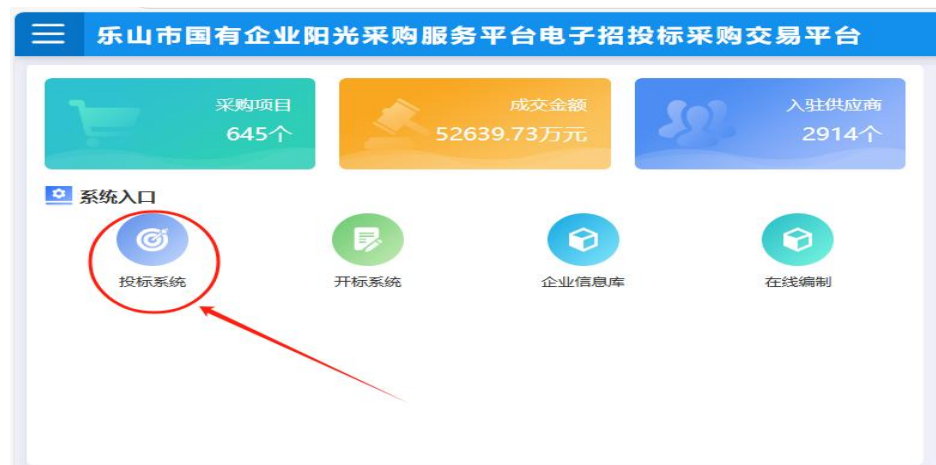 乐山市国有企业阳光采购服务平台电子招投标采购交易平台
采购项目
645个
成交金额
52639.73万元
入驻供应商
2914个
系统入口
投标系统
开标系统
企业信息库
在线编制